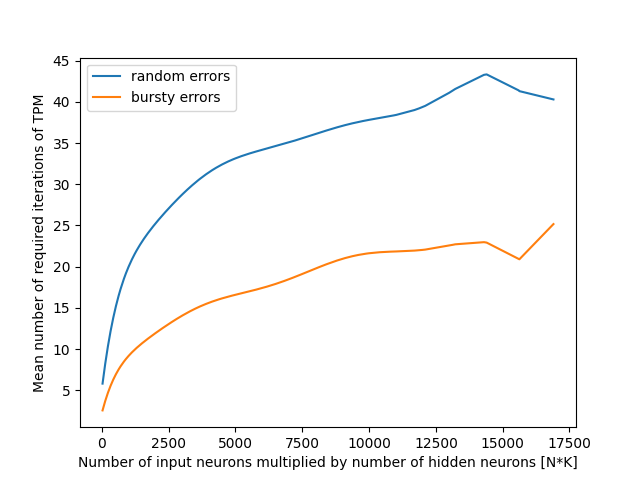 random errors
bursty errors
Mean number of required iterations of TPM
45
40
35
30
25
20
15
10
5
0 2500 5000 7500 10000 12500 15000 17500
Number of input neurons multiplied by number of hidden neurons [N*K]